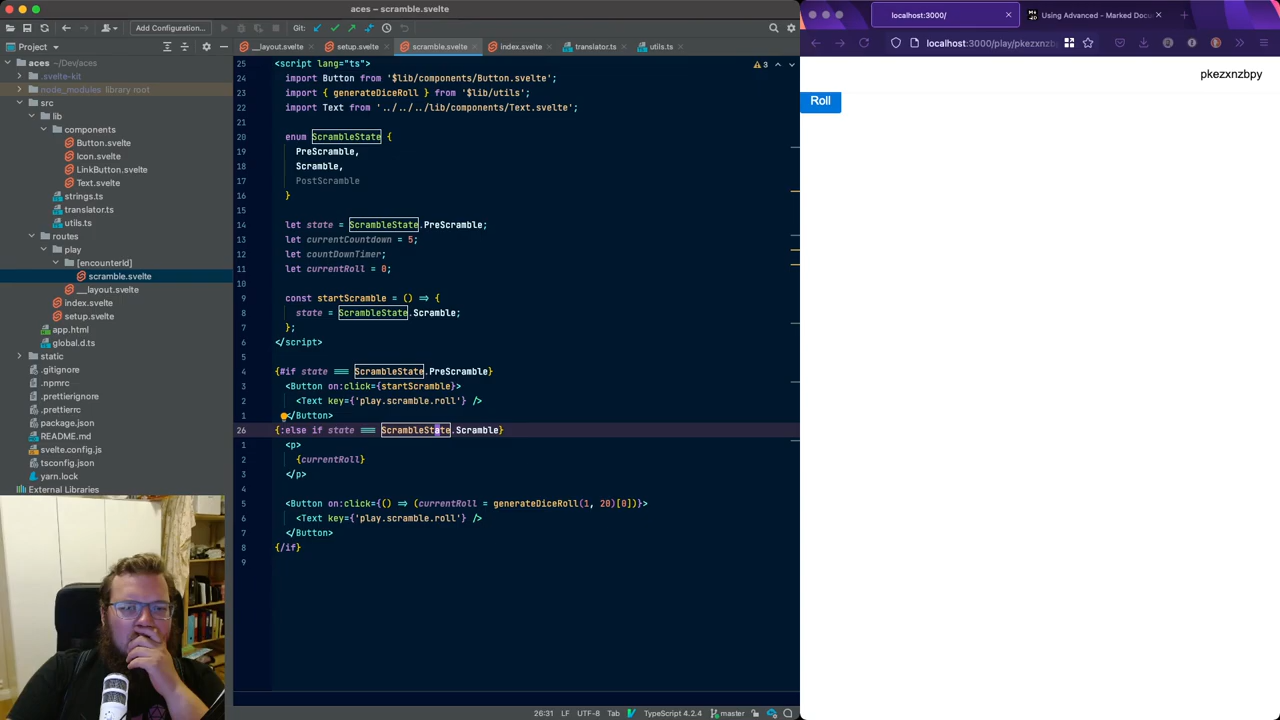 aces – scramble.svelte
Add Configuration...
Project
__layout.svelte
setup.svelte
scramble.svelte
index.svelte
translator.ts
utils.ts
aces ~/Dev/aces
.svelte-kit
node_modules library root
src
lib
components
Button.svelte
Icon.svelte
LinkButton.svelte
Text.svelte
strings.ts
translator.ts
utils.ts
routes
play
[encounterId]
scramble.svelte
__layout.svelte
index.svelte
setup.svelte
app.html
global.d.ts
static
.gitignore
.npmrc
.prettierignore
.prettierrc
package.json
README.md
svelte.config.js
tsconfig.json
yarn.lock
External Libraries
3
25 <script lang="ts">
24 import Button from '$lib/components/Button.svelte';
23 import { generateDiceRoll } from '$lib/utils';
22 import Text from '../../../lib/components/Text.svelte';
21
20 enum ScrambleState {
19 PreScramble,
18 Scramble,
17 PostScramble
16 }
15
14 let state = ScrambleState.PreScramble;
13 let currentCountdown = 5;
12 let countDownTimer;
11 let currentRoll = 0;
10
9 const startScramble = () => {
8 state = ScrambleState.Scramble;
7 };
6 </script>
5
4 {#if state === ScrambleState.PreScramble}
3 <Button on:click={startScramble}>
2 <Text key={'play.scramble.roll'} />
1 </Button>
26 {:else if state === ScrambleState.Scramble}
1 <p>
2 {currentRoll}
3 </p>
4
5 <Button on:click={() => (currentRoll = generateDiceRoll(1, 20)[0])}>
6 <Text key={'play.scramble.roll'} />
7 </Button>
8 {/if}
9
26:31 LF UTF-8 Tab TypeScript 4.2.4 master
localhost:3000/
Using Advanced - Marked Docum
localhost:3000/play/pkezxnzb
pkezxnzbpy
Roll